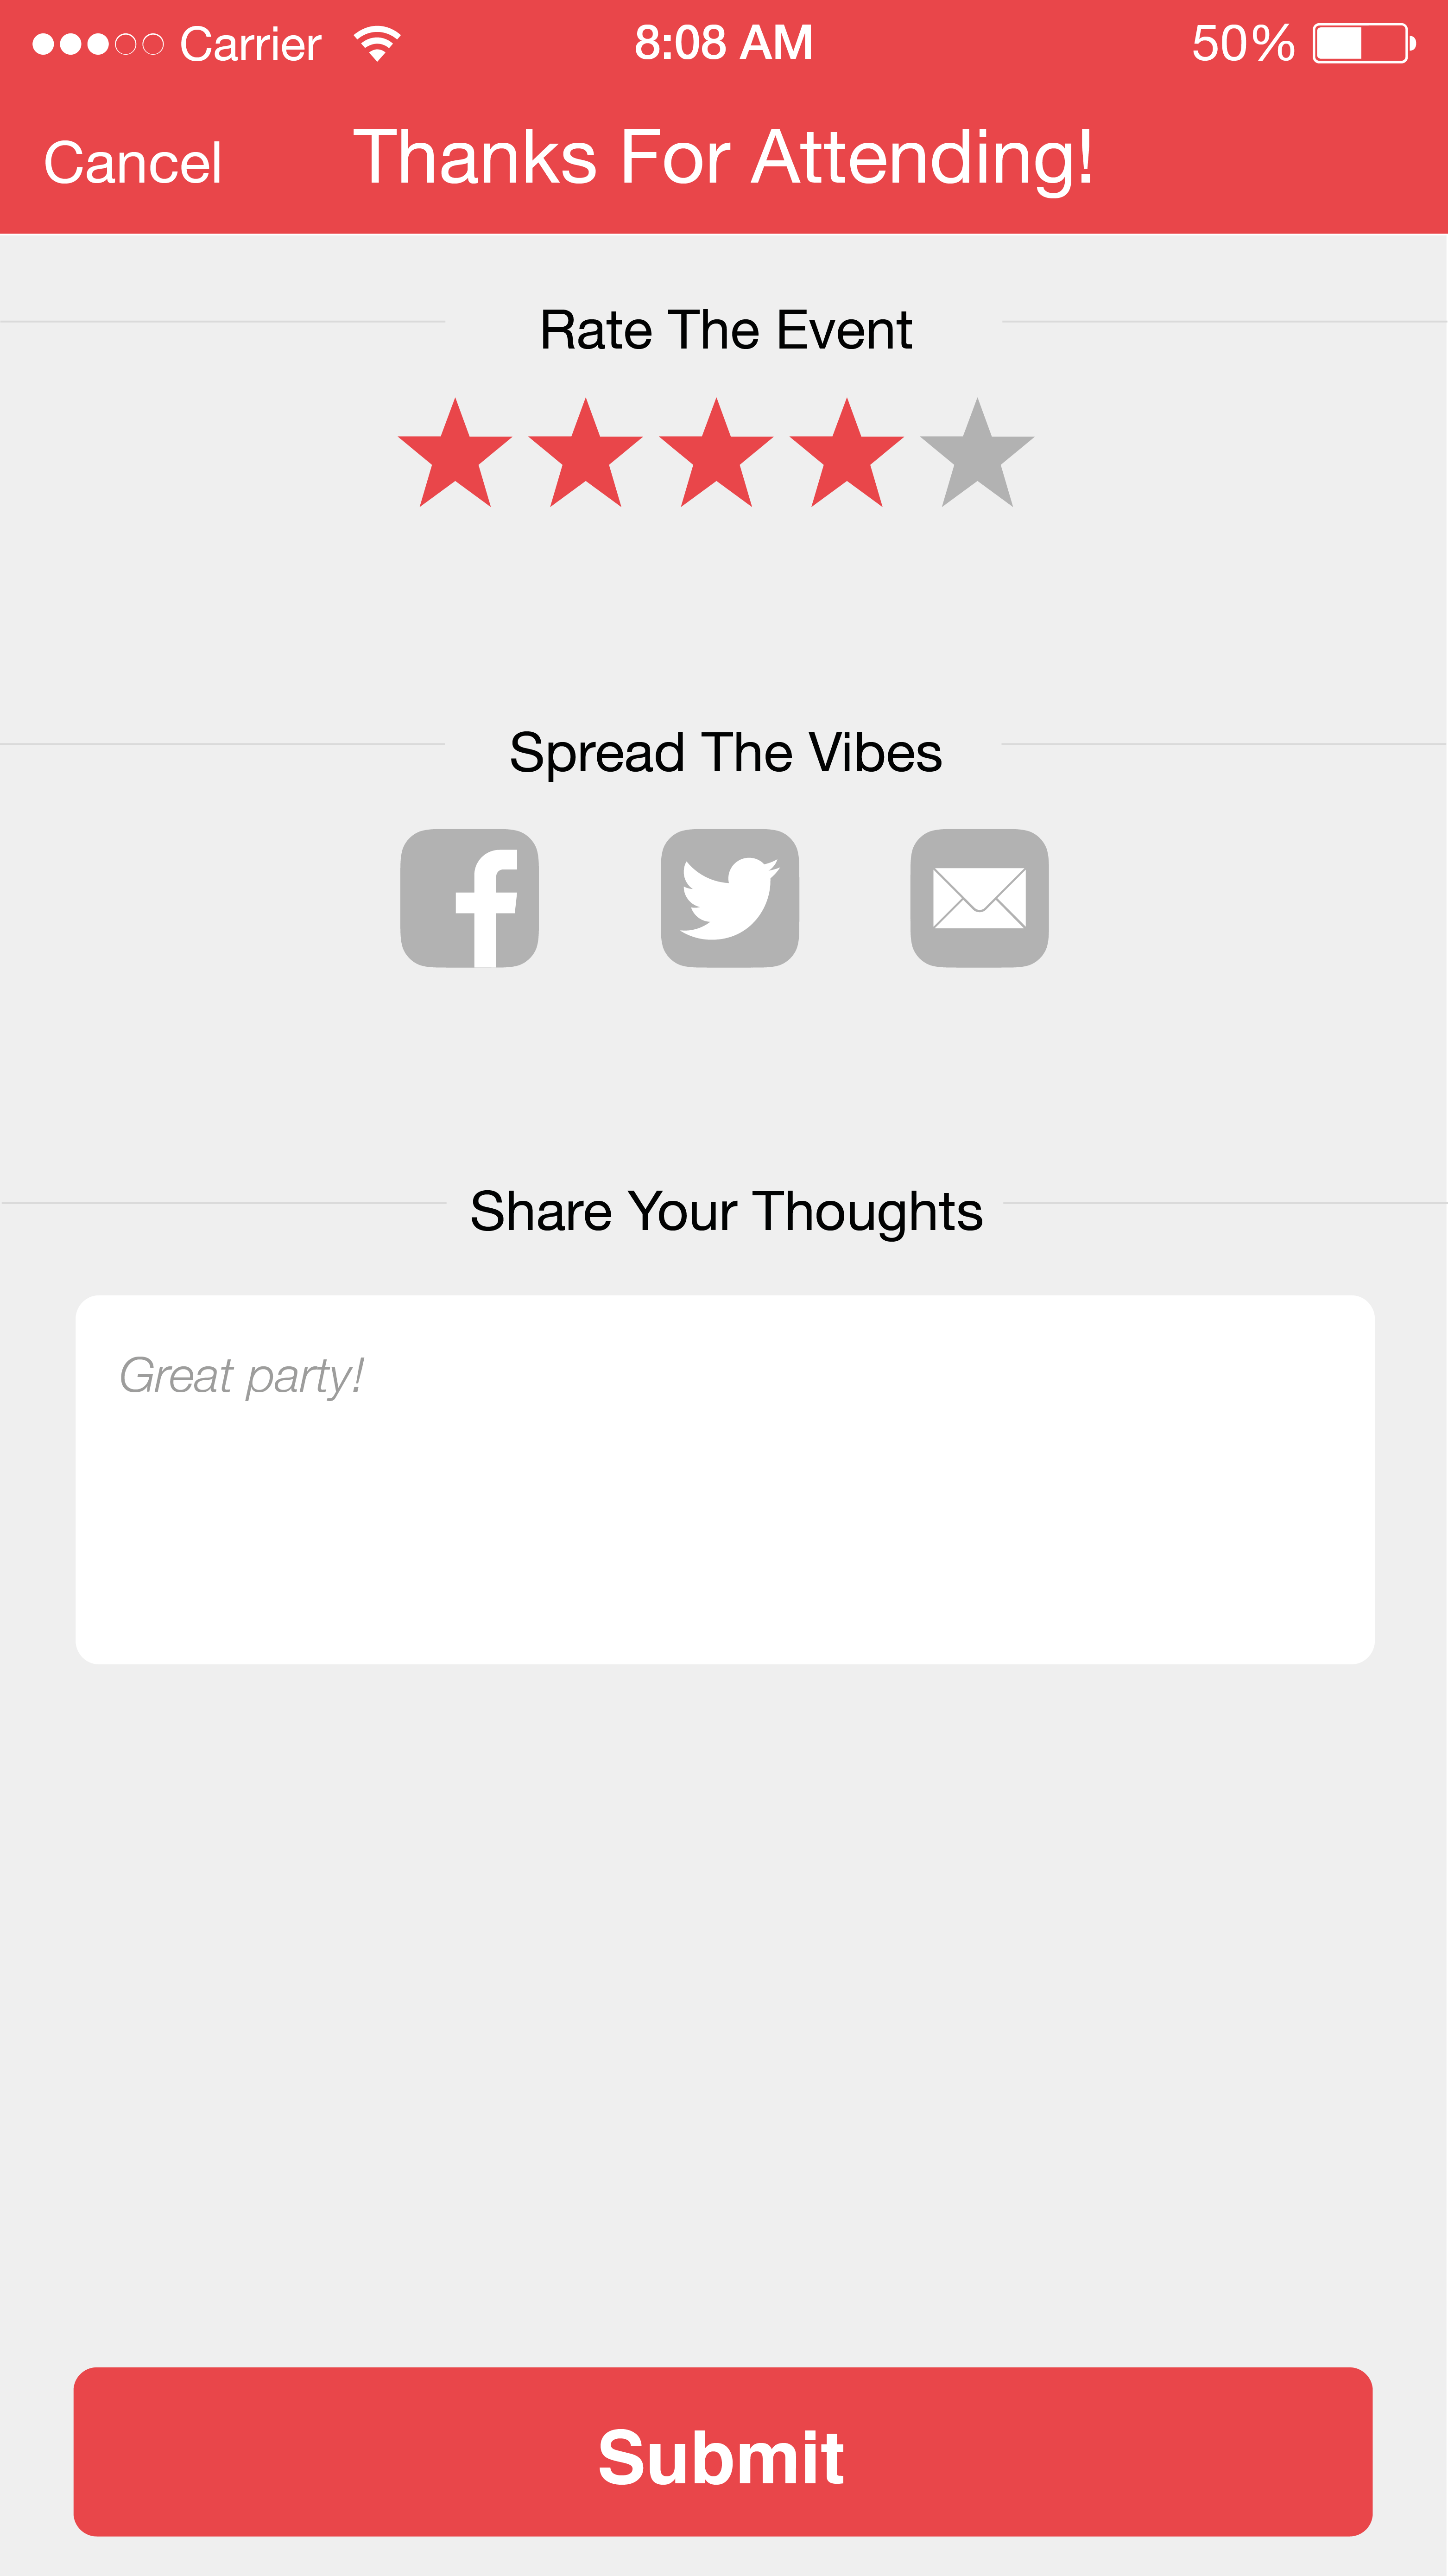 Carrier 8:08 AM 50%
Cancel Thanks For Attending!
Rate The Event
Spread The Vibes
Share Your Thoughts
Great party!
Submit